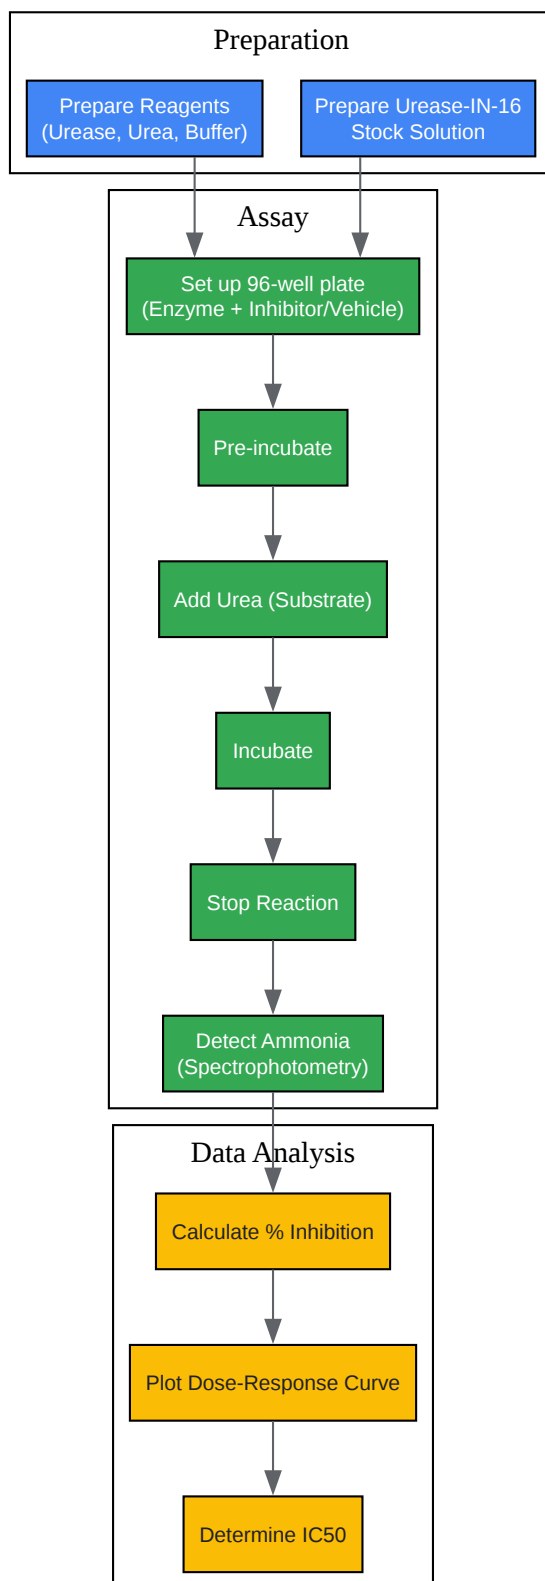 Preparation
Prepare Reagents
(Urease, Urea, Buffer)
Prepare Urease-IN-16
Stock Solution
Assay
Set up 96-well plate
(Enzyme + Inhibitor/Vehicle)
Pre-incubate
Add Urea (Substrate)
Incubate
Stop Reaction
Detect Ammonia
(Spectrophotometry)
Data Analysis
Calculate % Inhibition
Plot Dose-Response Curve
Determine IC50